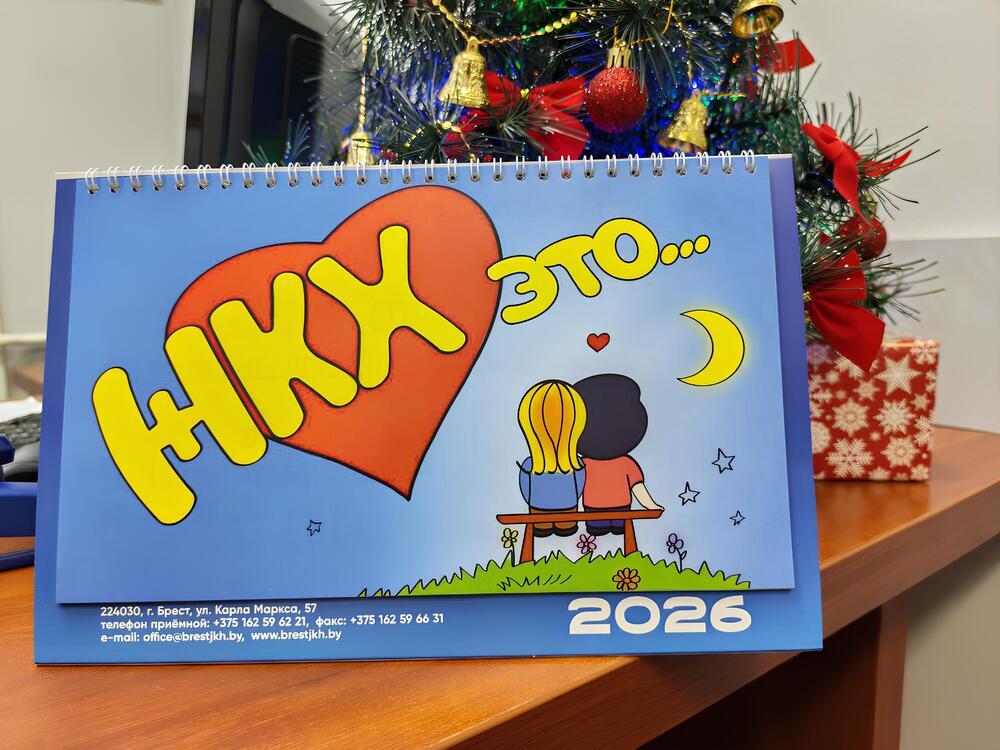 ЖКХ
это...
224030, г. Брест, ул. Карла Маркса, 57
телефон приёмной: +375 162 59 62 21, факс: +375 162 59 66 31
e-mail: office@brestjkh.by, www.brestjkh.by
2026